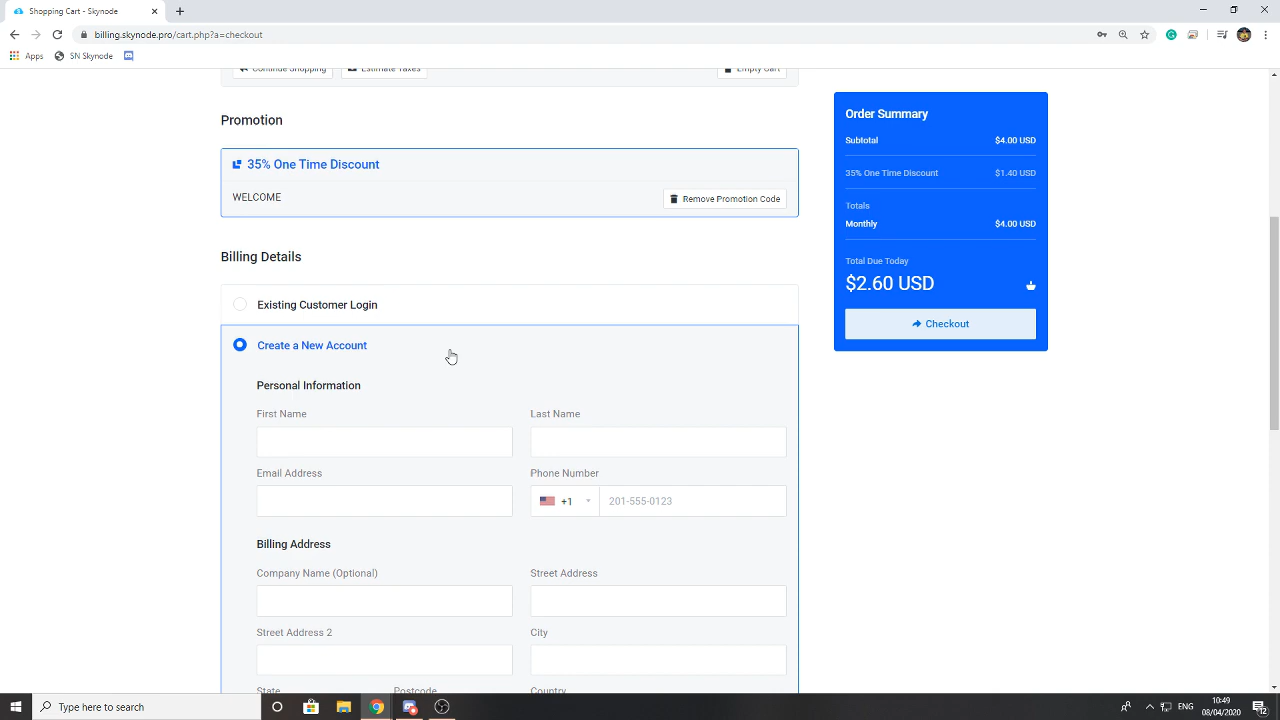 Shopping Cart - Skynode
billing.skynode.pro/cart.php?a=checkout
Apps
SN Skynode
Continue Shopping
Estimate Taxes
Empty Cart
Promotion
35% One Time Discount
WELCOME
Remove Promotion Code
Billing Details
Existing Customer Login
Create a New Account
Personal Information
First Name
Last Name
Email Address
Phone Number
+1
201-555-0123
Billing Address
Company Name (Optional)
Street Address
Street Address 2
City
State
Postcode
Country
Order Summary
Subtotal $4.00 USD
35% One Time Discount $1.40 USD
Totals
Monthly $4.00 USD
Total Due Today
$2.60 USD
Checkout
Type here to search
ENG
10:49
08/04/2020
12